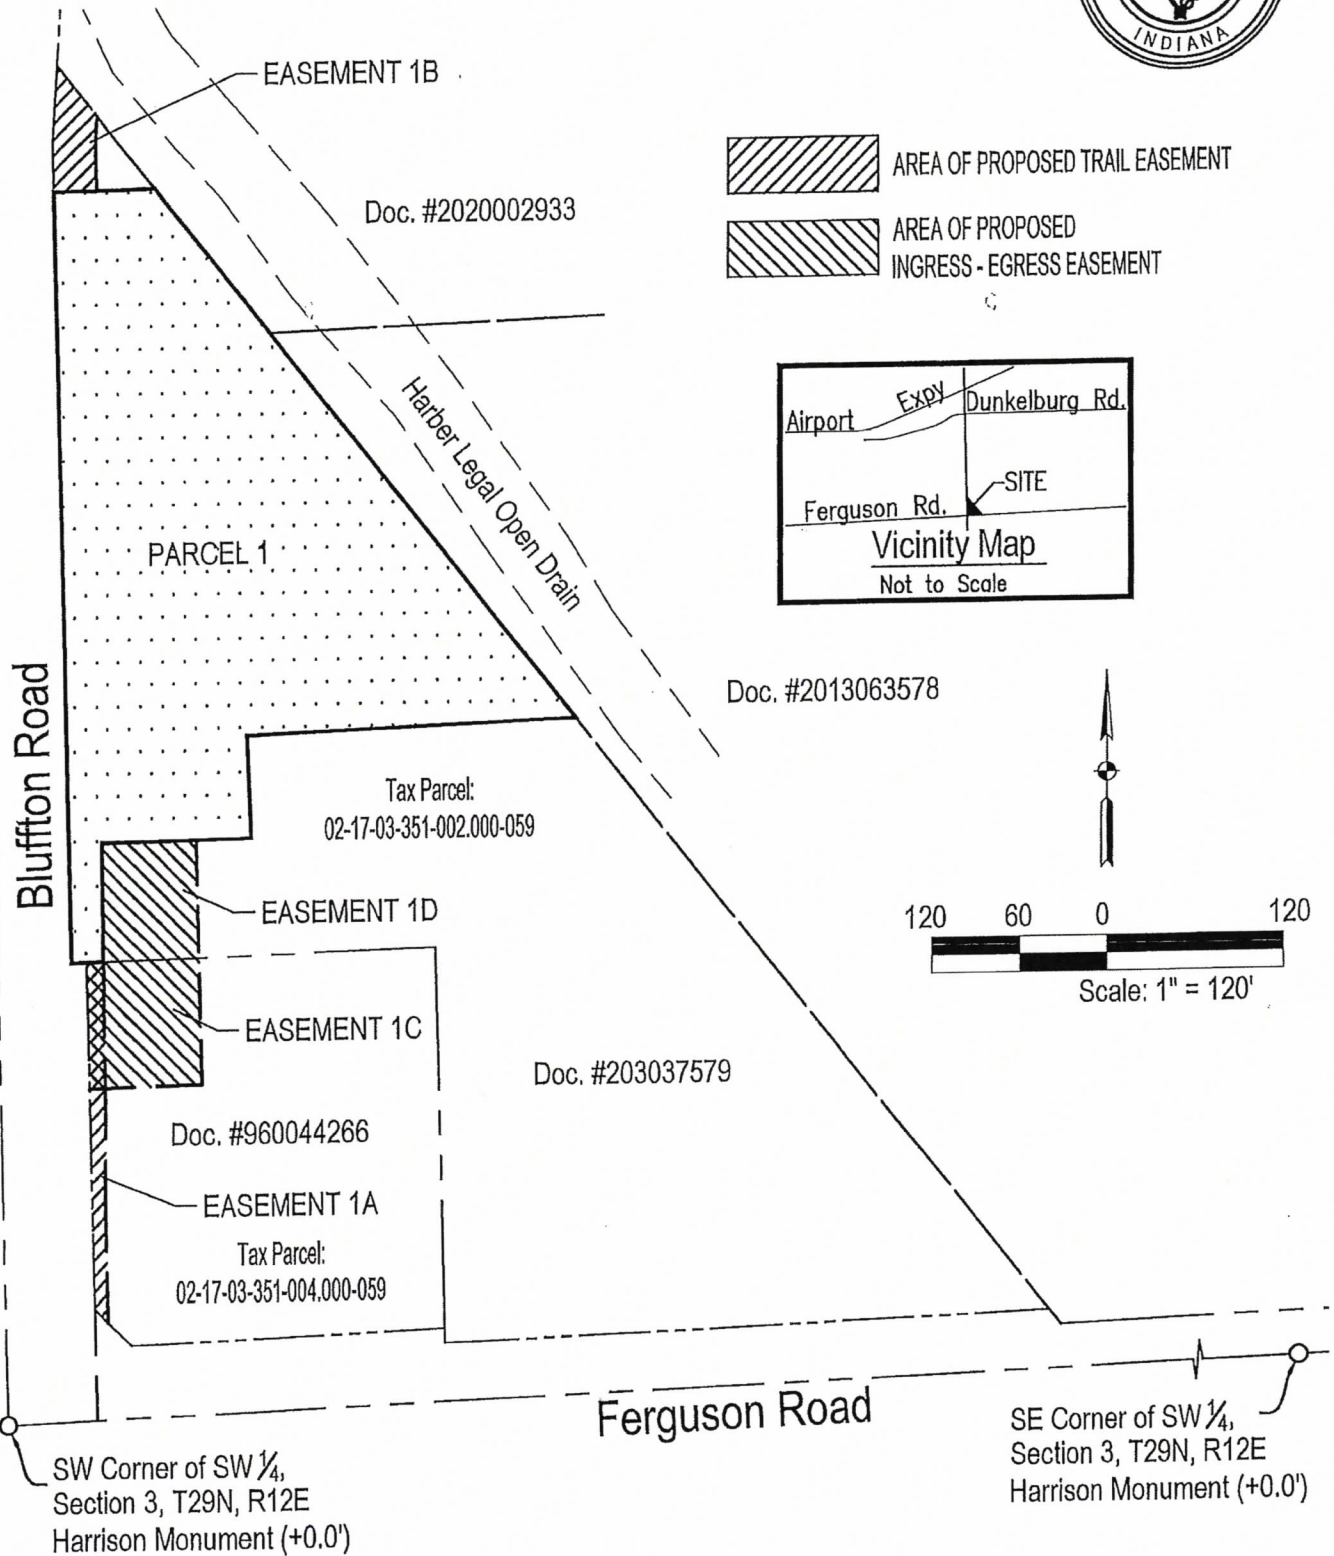 INDIANA
EASEMENT 1B
AREA OF PROPOSED TRAIL EASEMENT
Doc. #2020002933
AREA OF PROPOSED
INGRESS - EGRESS EASEMENT
Airport
Expy
Dunkelburg Rd.
SITE
Ferguson Rd.
Vicinity Map
Not to Scale
Harber Legal Open Drain
PARCEL 1
Bluffton Road
Doc. #2013063578
Tax Parcel:
02-17-03-351-002.000-059
EASEMENT 1D
120 60 0 120
Scale: 1" = 120'
EASEMENT 1C
Doc. #203037579
Doc. #960044266
EASEMENT 1A
Tax Parcel:
02-17-03-351-004.000-059
Ferguson Road
SW Corner of SW ¼,
Section 3, T29N, R12E
Harrison Monument (+0.0')
SE Corner of SW ¼,
Section 3, T29N, R12E
Harrison Monument (+0.0')